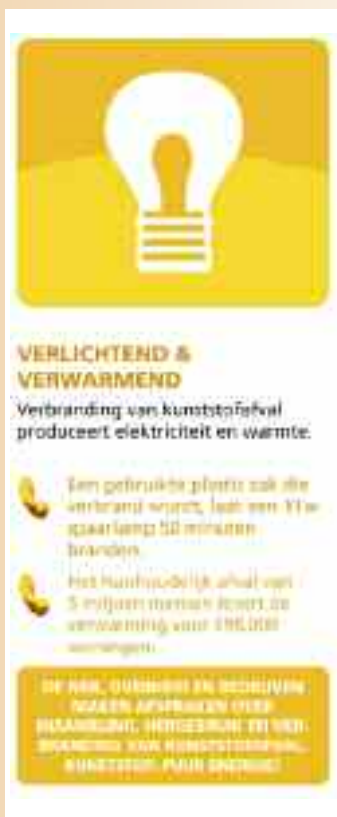 VERLICHTEND &
VERWARMEND
Verbranding van kunststofafval
produceert elektriciteit en warmte.
Een gebruikte plastic zak die
verbrand wordt, laat een 11w
spaarlamp 50 minuten
branden.
Het huishoudelijk afval van
5 miljoen mensen levert de
verwarming voor
woningen.
EN BEDRIJVEN
MAKEN AFSPRAKEN OVER
INZAMELING, HERGEBRUIK EN VER-
BRANDING VAN KUNSTSTOFAFVAL.
KUNSTSTOF: PUUR ENERGIE!